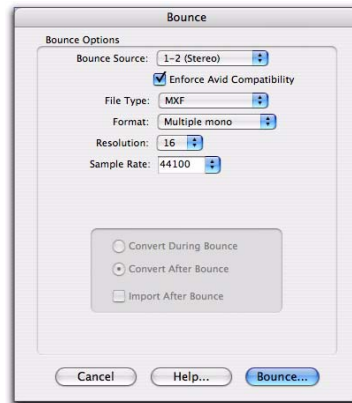 Bounce
Bounce Options
Bounce Source: 1–2 (Stereo)
Enforce Avid Compatibility
File Type: MXF
Format: Multiple mono
Resolution: 16
Sample Rate: 44100
Convert During Bounce
Convert After Bounce
Import After Bounce
Cancel Help... Bounce...